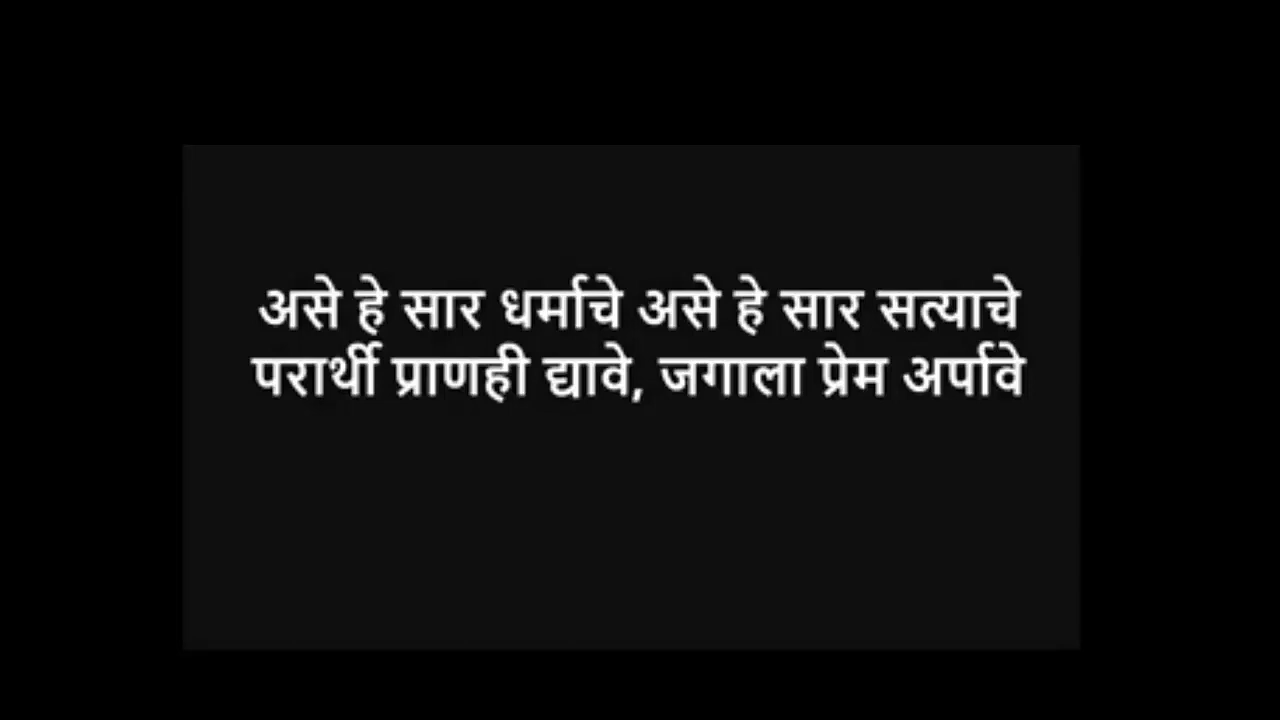 असे हे सार धर्माचे असे हे सार सत्याचे
परार्थी प्राणही द्यावे, जगाला प्रेम अर्पावे